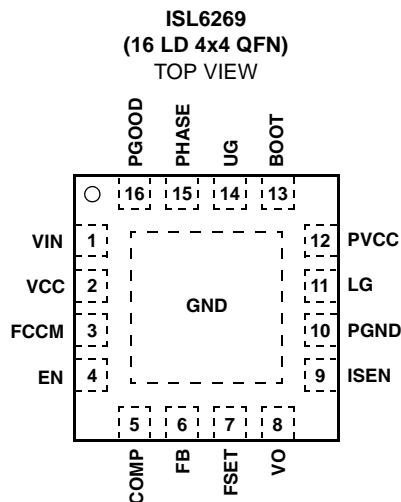 ISL6269
(16 LD 4x4 QFN)
TOP VIEW
PGOOD
PHASE
UG
BOOT
16 15 14 13
VIN 1
12 PVCC
VCC 2
11 LG
GND
FCCM 3
10 PGND
EN 4
9 ISEN
5 6 7 8
COMP
FB
FSET
VO